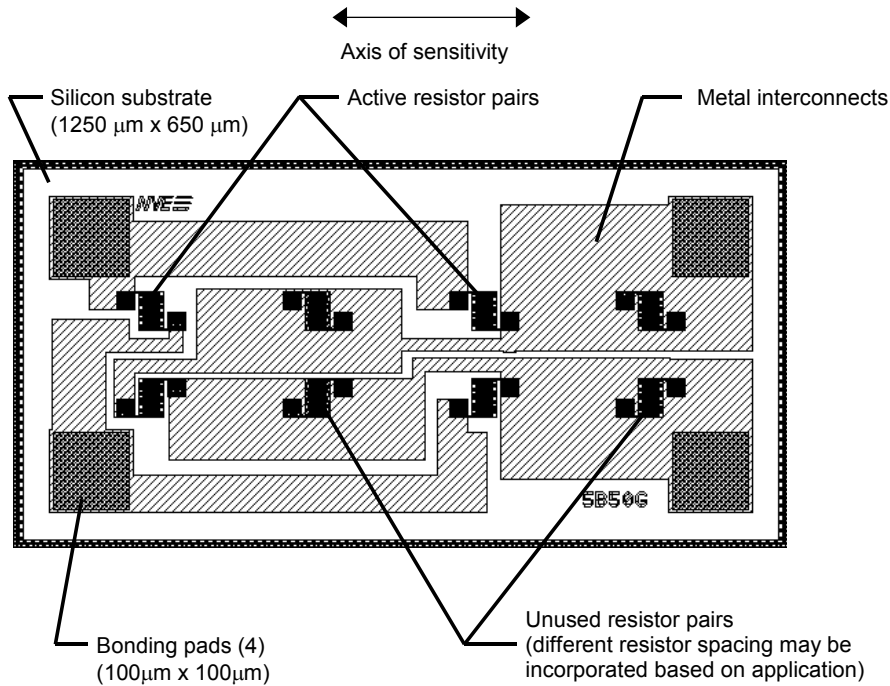 Axis of sensitivity
Silicon substrate
(1250 μm x 650 μm)
Active resistor pairs
Metal interconnects
NVE
5B50G
Bonding pads (4)
(100μm x 100μm)
Unused resistor pairs
(different resistor spacing may be
incorporated based on application)